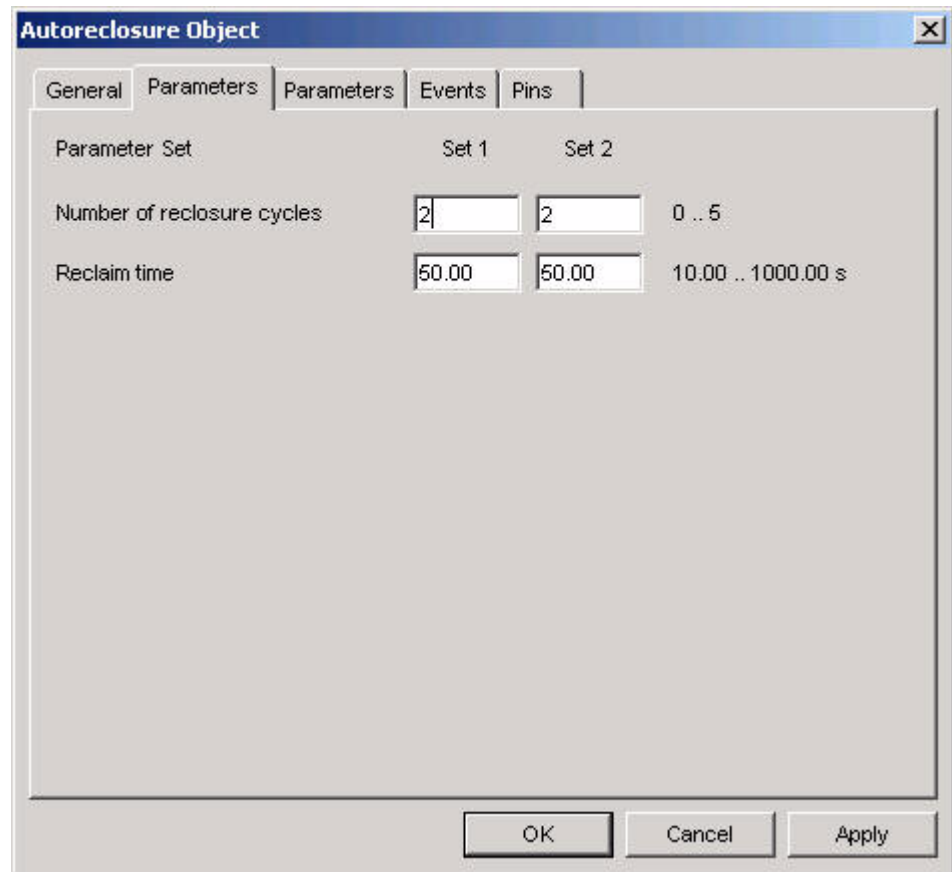 Autoreclosure Object
General Parameters Parameters Events Pins
Parameter Set Set 1 Set 2
Number of reclosure cycles 2 2 0 .. 5
Reclaim time 50.00 50.00 10.00 .. 1000.00 s
OK Cancel Apply